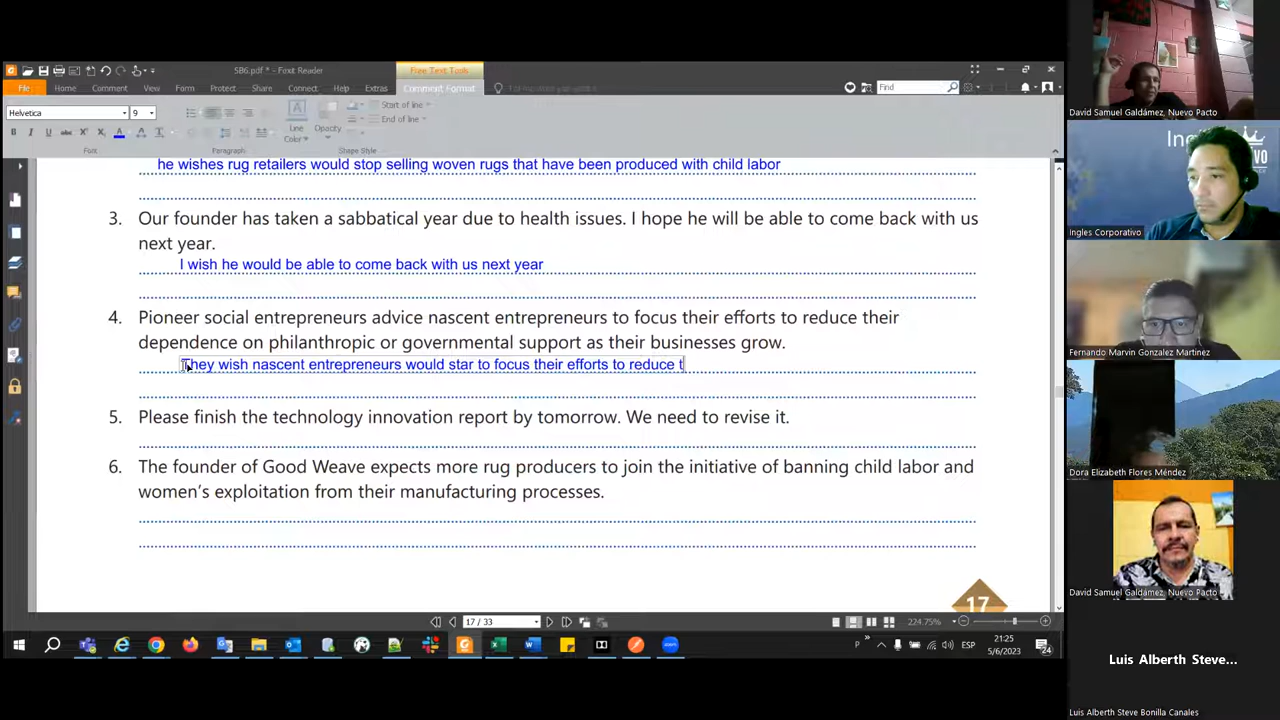 SB6.pdf * - Foxit Reader
Free Text Tools
File
Home
Comment
View
Form
Protect
Share
Connect
Help
Extras
Comment Format
Find
Helvetica
9
Line
Color
Opacity
Start of line
End of line
Font
Paragraph
Shape Style
he wishes rug retailers would stop selling woven rugs that have been produced with child labor
3. Our founder has taken a sabbatical year due to health issues. I hope he will be able to come back with us
next year.
I wish he would be able to come back with us next year
4. Pioneer social entrepreneurs advice nascent entrepreneurs to focus their efforts to reduce their
dependence on philanthropic or governmental support as their businesses grow.
They wish nascent entrepreneurs would star to focus their efforts to reduce t
5. Please finish the technology innovation report by tomorrow. We need to revise it.
6. The founder of Good Weave expects more rug producers to join the initiative of banning child labor and
women's exploitation from their manufacturing processes.
17
17 / 33
224.75%
ESP
21:25
5/6/2023
24
David Samuel Galdámez, Nuevo Pacto
Ingles Corporativo
Fernando Marvin Gonzalez Martinez
Dora Elizabeth Flores Méndez
David Samuel Galdámez, Nuevo Pacto
Luis Alberth Steve...
Luis Alberth Steve Bonilla Canales